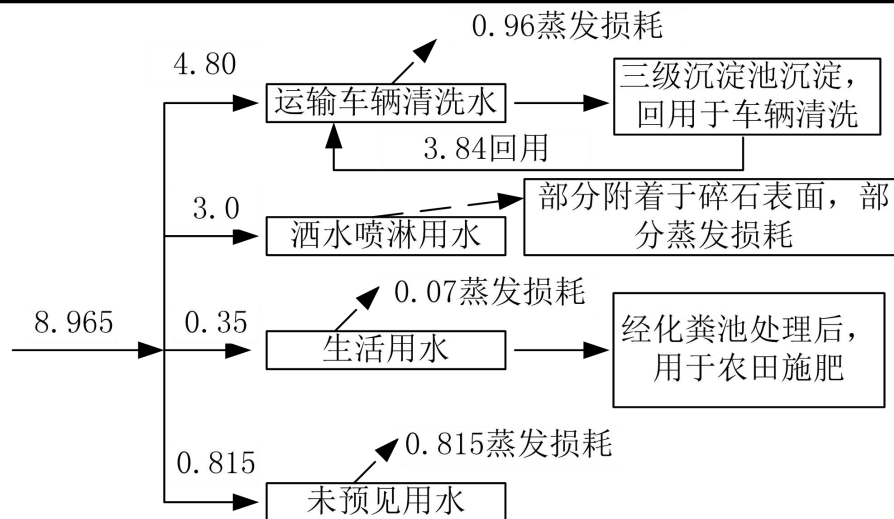 0.96蒸发损耗
4.80
运输车辆清洗水
三级沉淀池沉淀，
回用于车辆清洗
3.84回用
3.0
洒水喷淋用水
部分附着于碎石表面，部
分蒸发损耗
8.965
0.35
0.07蒸发损耗
生活用水
经化粪池处理后，
用于农田施肥
0.815
0.815蒸发损耗
未预见用水